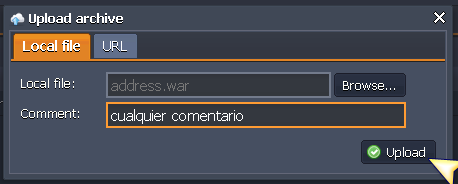 Upload archive
Local file URL
Local file: address.war Browse...
Comment: cualquier comentario
Upload